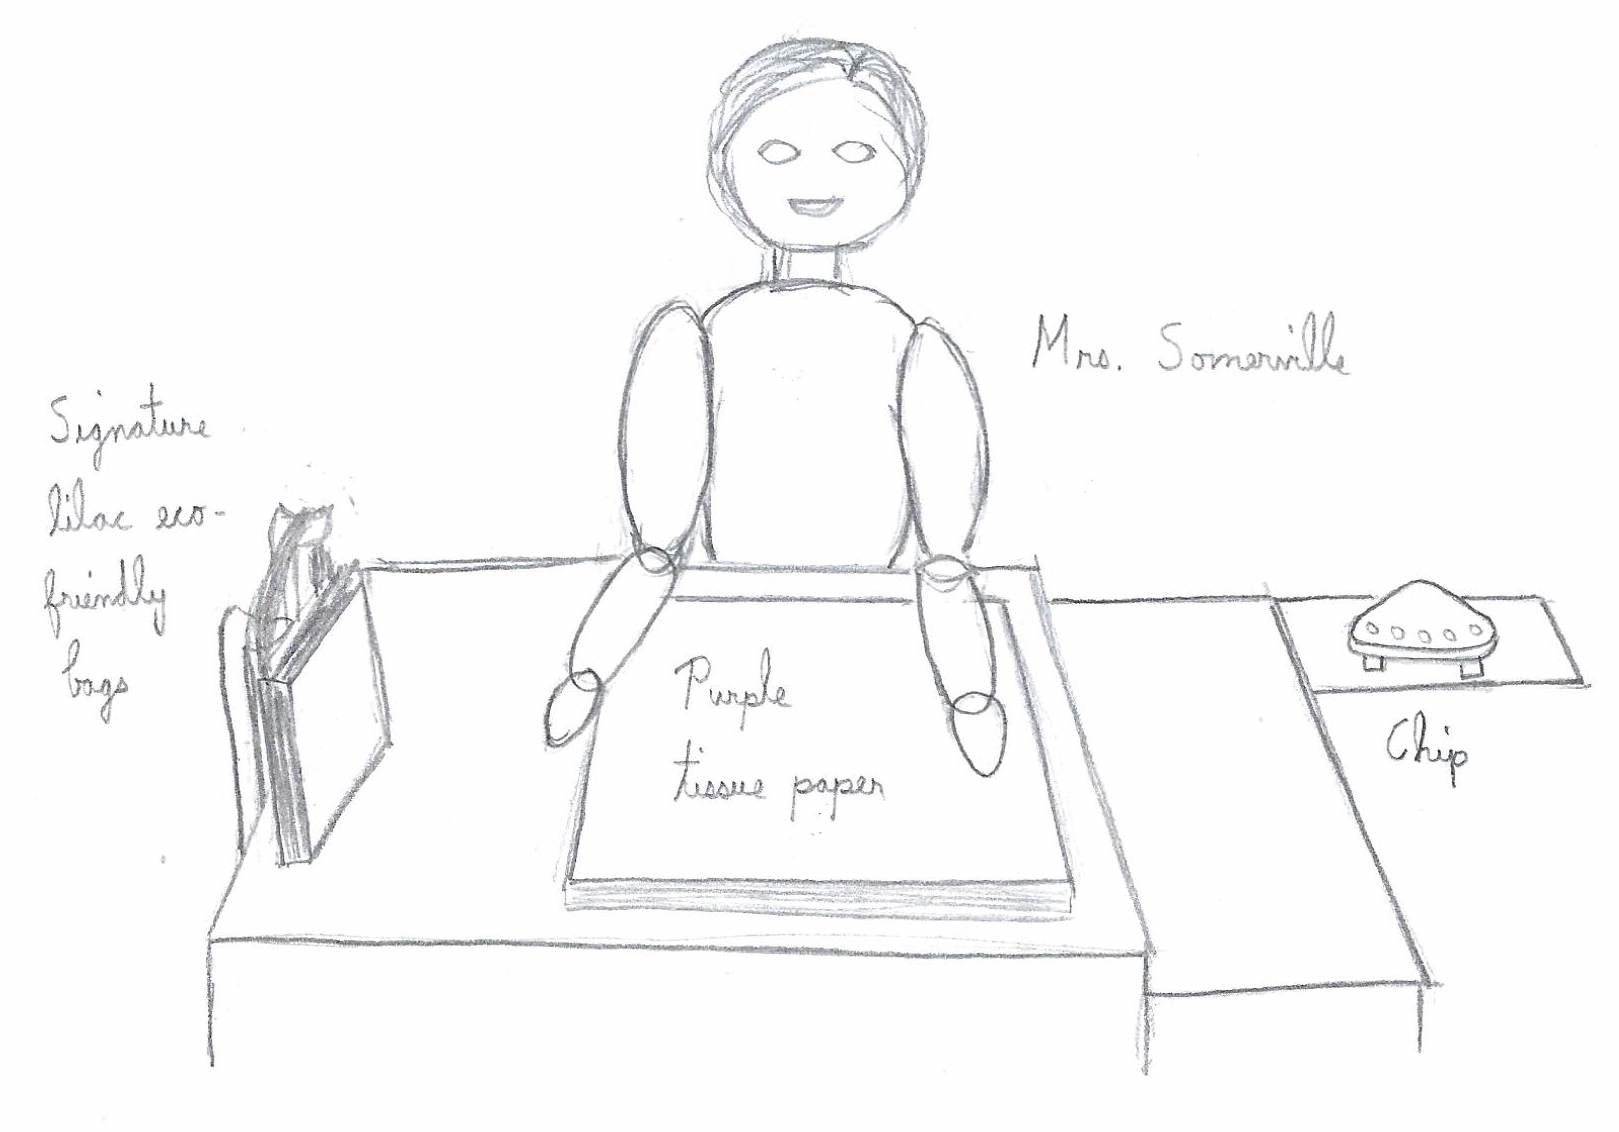 Mrs. Somerville
Signature
lilac eco-
friendly
bags
Purple
tissue paper
Chip